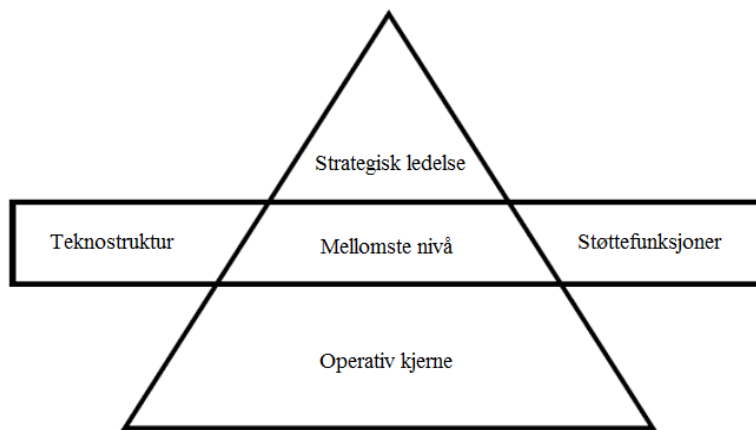 Strategisk ledelse
Teknostruktur
Mellomste nivå
Støttefunksjoner
Operativ kjerne